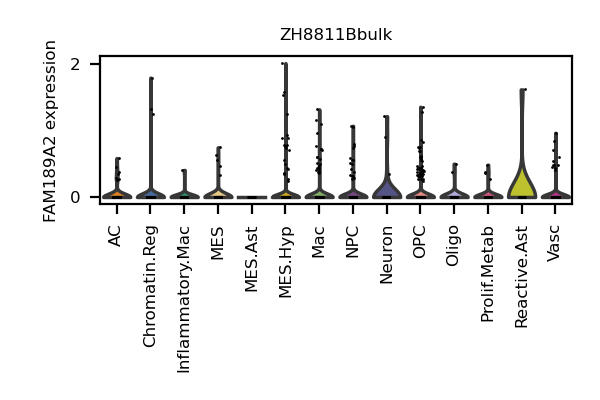 ZH8811Bbulk
FAM189A2 expression
2
0
AC
Chromatin.Reg
Inflammatory.Mac
MES
MES.Ast
MES.Hyp
Mac
NPC
Neuron
OPC
Oligo
Prolif.Metab
Reactive.Ast
Vasc